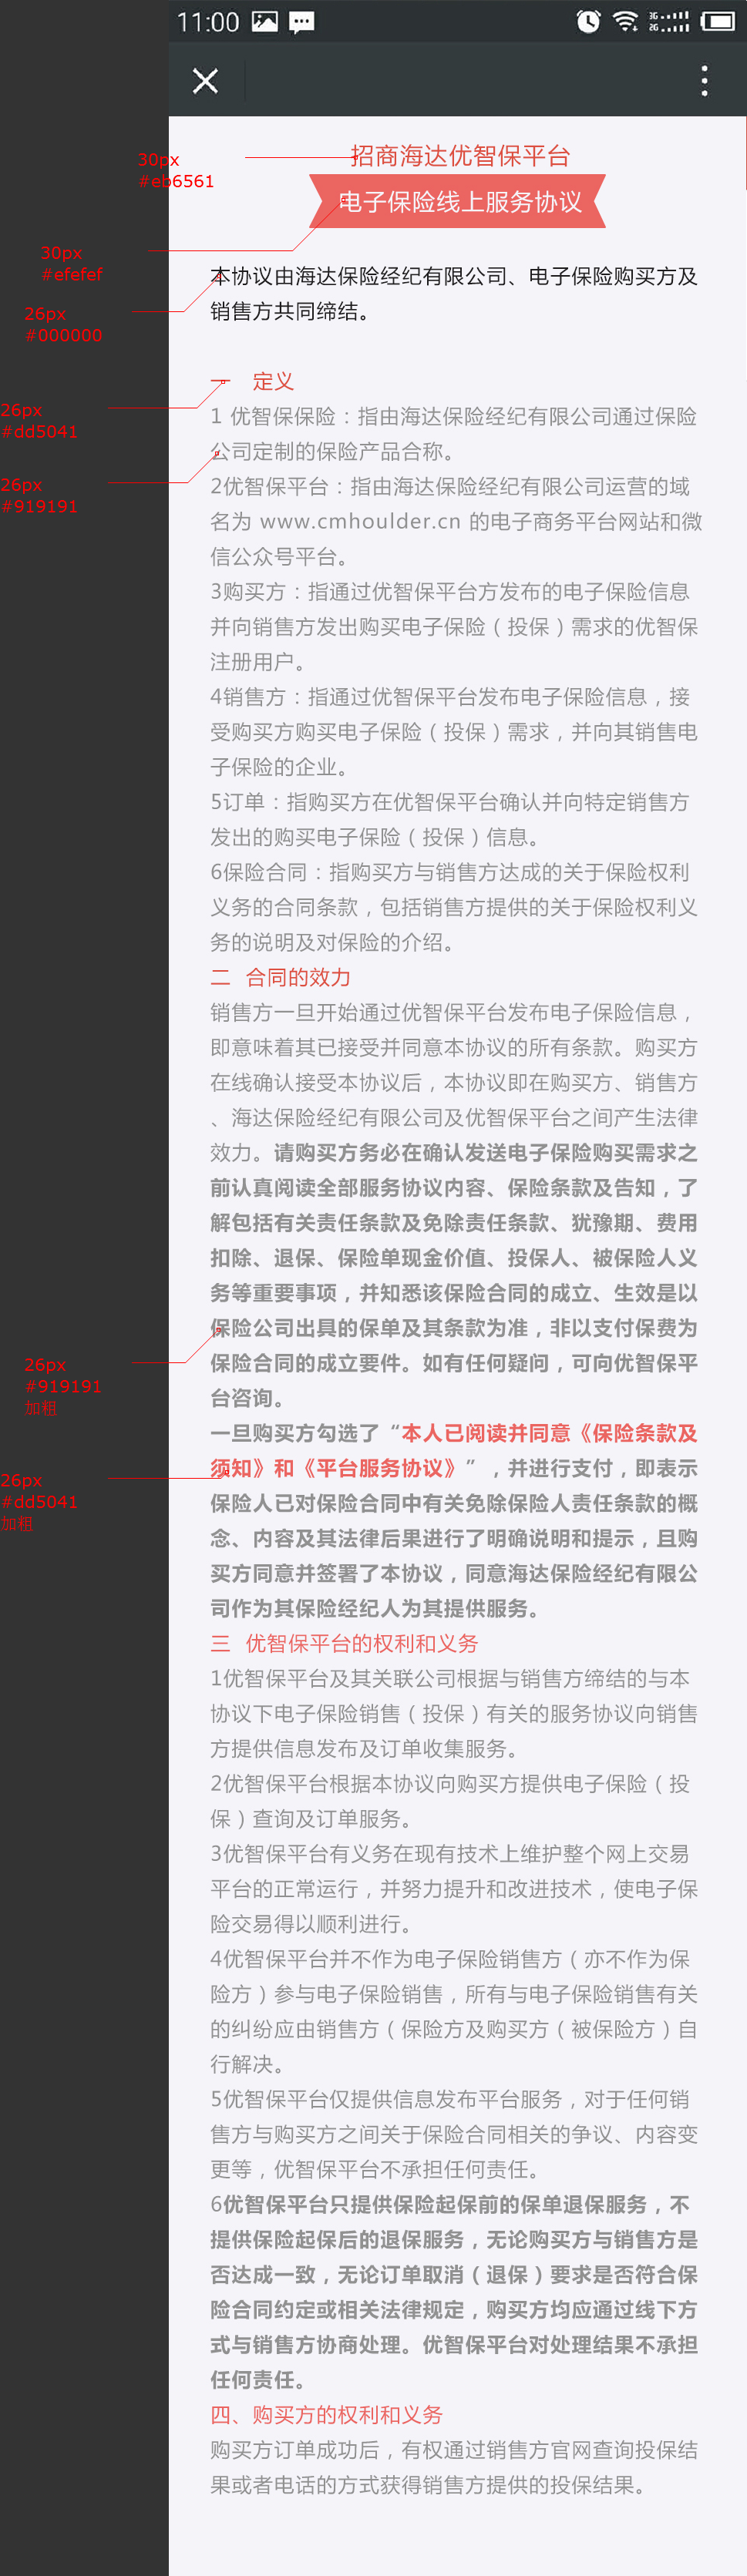 11:00
3G
2G
30px
#eb6561
招商海达优智保平台
电子保险线上服务协议
30px
#efefef
26px
#000000
本协议由海达保险经纪有限公司、电子保险购买方及
销售方共同缔结。
26px
#dd5041
一 定义
1 优智保保险：指由海达保险经纪有限公司通过保险
公司定制的保险产品合称。
26px
#919191
2优智保平台：指由海达保险经纪有限公司运营的域
名为 www.cmhoulder.cn 的电子商务平台网站和微
信公众号平台。
3购买方：指通过优智保平台方发布的电子保险信息
并向销售方发出购买电子保险（投保）需求的优智保
注册用户。
4销售方：指通过优智保平台发布电子保险信息，接
受购买方购买电子保险（投保）需求，并向其销售电
子保险的企业。
5订单：指购买方在优智保平台确认并向特定销售方
发出的购买电子保险（投保）信息。
6保险合同：指购买方与销售方达成的关于保险权利
义务的合同条款，包括销售方提供的关于保险权利义
务的说明及对保险的介绍。
二 合同的效力
销售方一旦开始通过优智保平台发布电子保险信息，
即意味着其已接受并同意本协议的所有条款。购买方
在线确认接受本协议后，本协议即在购买方、销售方
、海达保险经纪有限公司及优智保平台之间产生法律
效力。请购买方务必在确认发送电子保险购买需求之
前认真阅读全部服务协议内容、保险条款及告知，了
解包括有关责任条款及免除责任条款、犹豫期、费用
扣除、退保、保险单现金价值、投保人、被保险人义
务等重要事项，并知悉该保险合同的成立、生效是以
保险公司出具的保单及其条款为准，非以支付保费为
保险合同的成立要件。如有任何疑问，可向优智保平
台咨询。
26px
#919191
加粗
一旦购买方勾选了“本人已阅读并同意《保险条款及
须知》和《平台服务协议》”，并进行支付，即表示
保险人已对保险合同中有关免除保险人责任条款的概
念、内容及其法律后果进行了明确说明和提示，且购
买方同意并签署了本协议，同意海达保险经纪有限公
司作为其保险经纪人为其提供服务。
26px
#dd5041
加粗
三 优智保平台的权利和义务
1优智保平台及其关联公司根据与销售方缔结的与本
协议下电子保险销售（投保）有关的服务协议向销售
方提供信息发布及订单收集服务。
2优智保平台根据本协议向购买方提供电子保险（投
保）查询及订单服务。
3优智保平台有义务在现有技术上维护整个网上交易
平台的正常运行，并努力提升和改进技术，使电子保
险交易得以顺利进行。
4优智保平台并不作为电子保险销售方（亦不作为保
险方）参与电子保险销售，所有与电子保险销售有关
的纠纷应由销售方（保险方及购买方（被保险方）自
行解决。
5优智保平台仅提供信息发布平台服务，对于任何销
售方与购买方之间关于保险合同相关的争议、内容变
更等，优智保平台不承担任何责任。
6优智保平台只提供保险起保前的保单退保服务，不
提供保险起保后的退保服务，无论购买方与销售方是
否达成一致，无论订单取消（退保）要求是否符合保
险合同约定或相关法律规定，购买方均应通过线下方
式与销售方协商处理。优智保平台对处理结果不承担
任何责任。
四、购买方的权利和义务
购买方订单成功后，有权通过销售方官网查询投保结
果或者电话的方式获得销售方提供的投保结果。